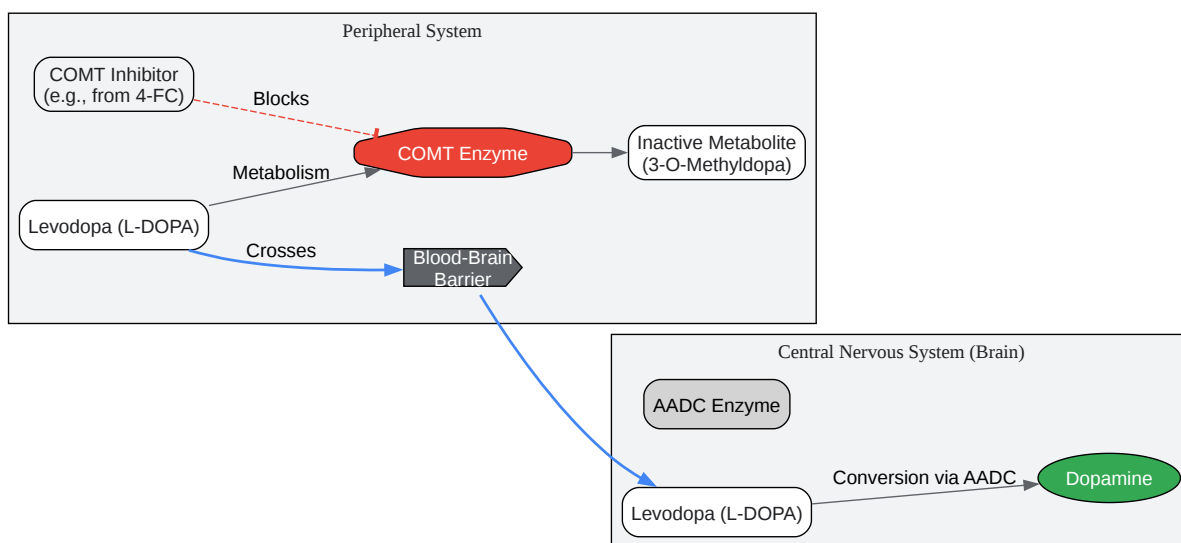 Peripheral System
COMT Inhibitor
(e.g., from 4-FC)
Blocks
COMT Enzyme
Inactive Metabolite
(3-O-Methyldopa)
Metabolism
Levodopa (L-DOPA)
Crosses
Blood-Brain
Barrier
Central Nervous System (Brain)
AADC Enzyme
Levodopa (L-DOPA)
Conversion via AADC
Dopamine